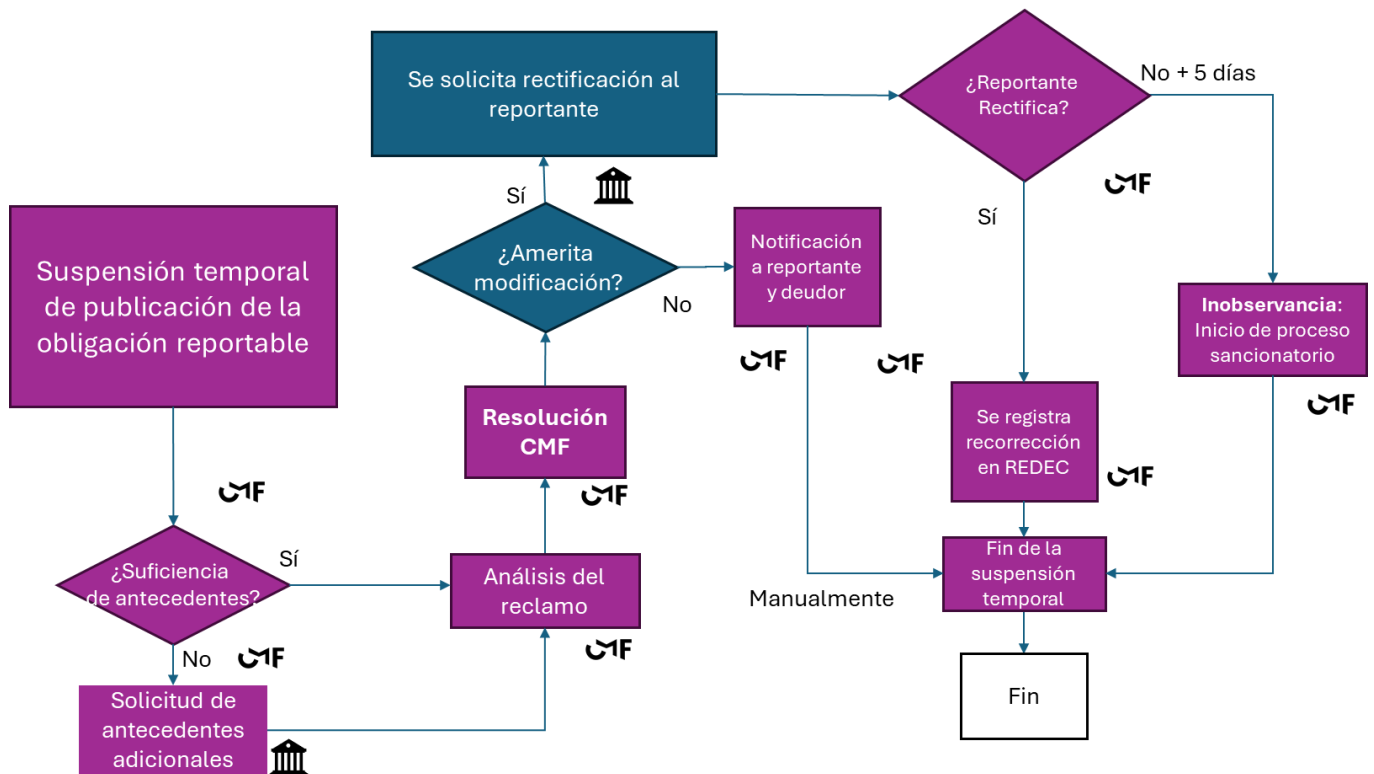 Suspensión temporal
de publicación de la
obligación reportable
CMF
¿Suficiencia
de antecedentes?
Sí
No
CMF
Solicitud de
antecedentes
adicionales
Análisis del
reclamo
CMF
Resolución
CMF
CMF
¿Amerita
modificación?
Sí
No
Se solicita rectificación al
reportante
Notificación
a reportante
y deudor
CMF
CMF
Manualmente
¿Reportante
Rectifica?
CMF
Sí
No + 5 días
Inobservancia:
Inicio de proceso
sancionatorio
CMF
Se registra
recorrección
en REDEC
CMF
Fin de la
suspensión
temporal
Fin